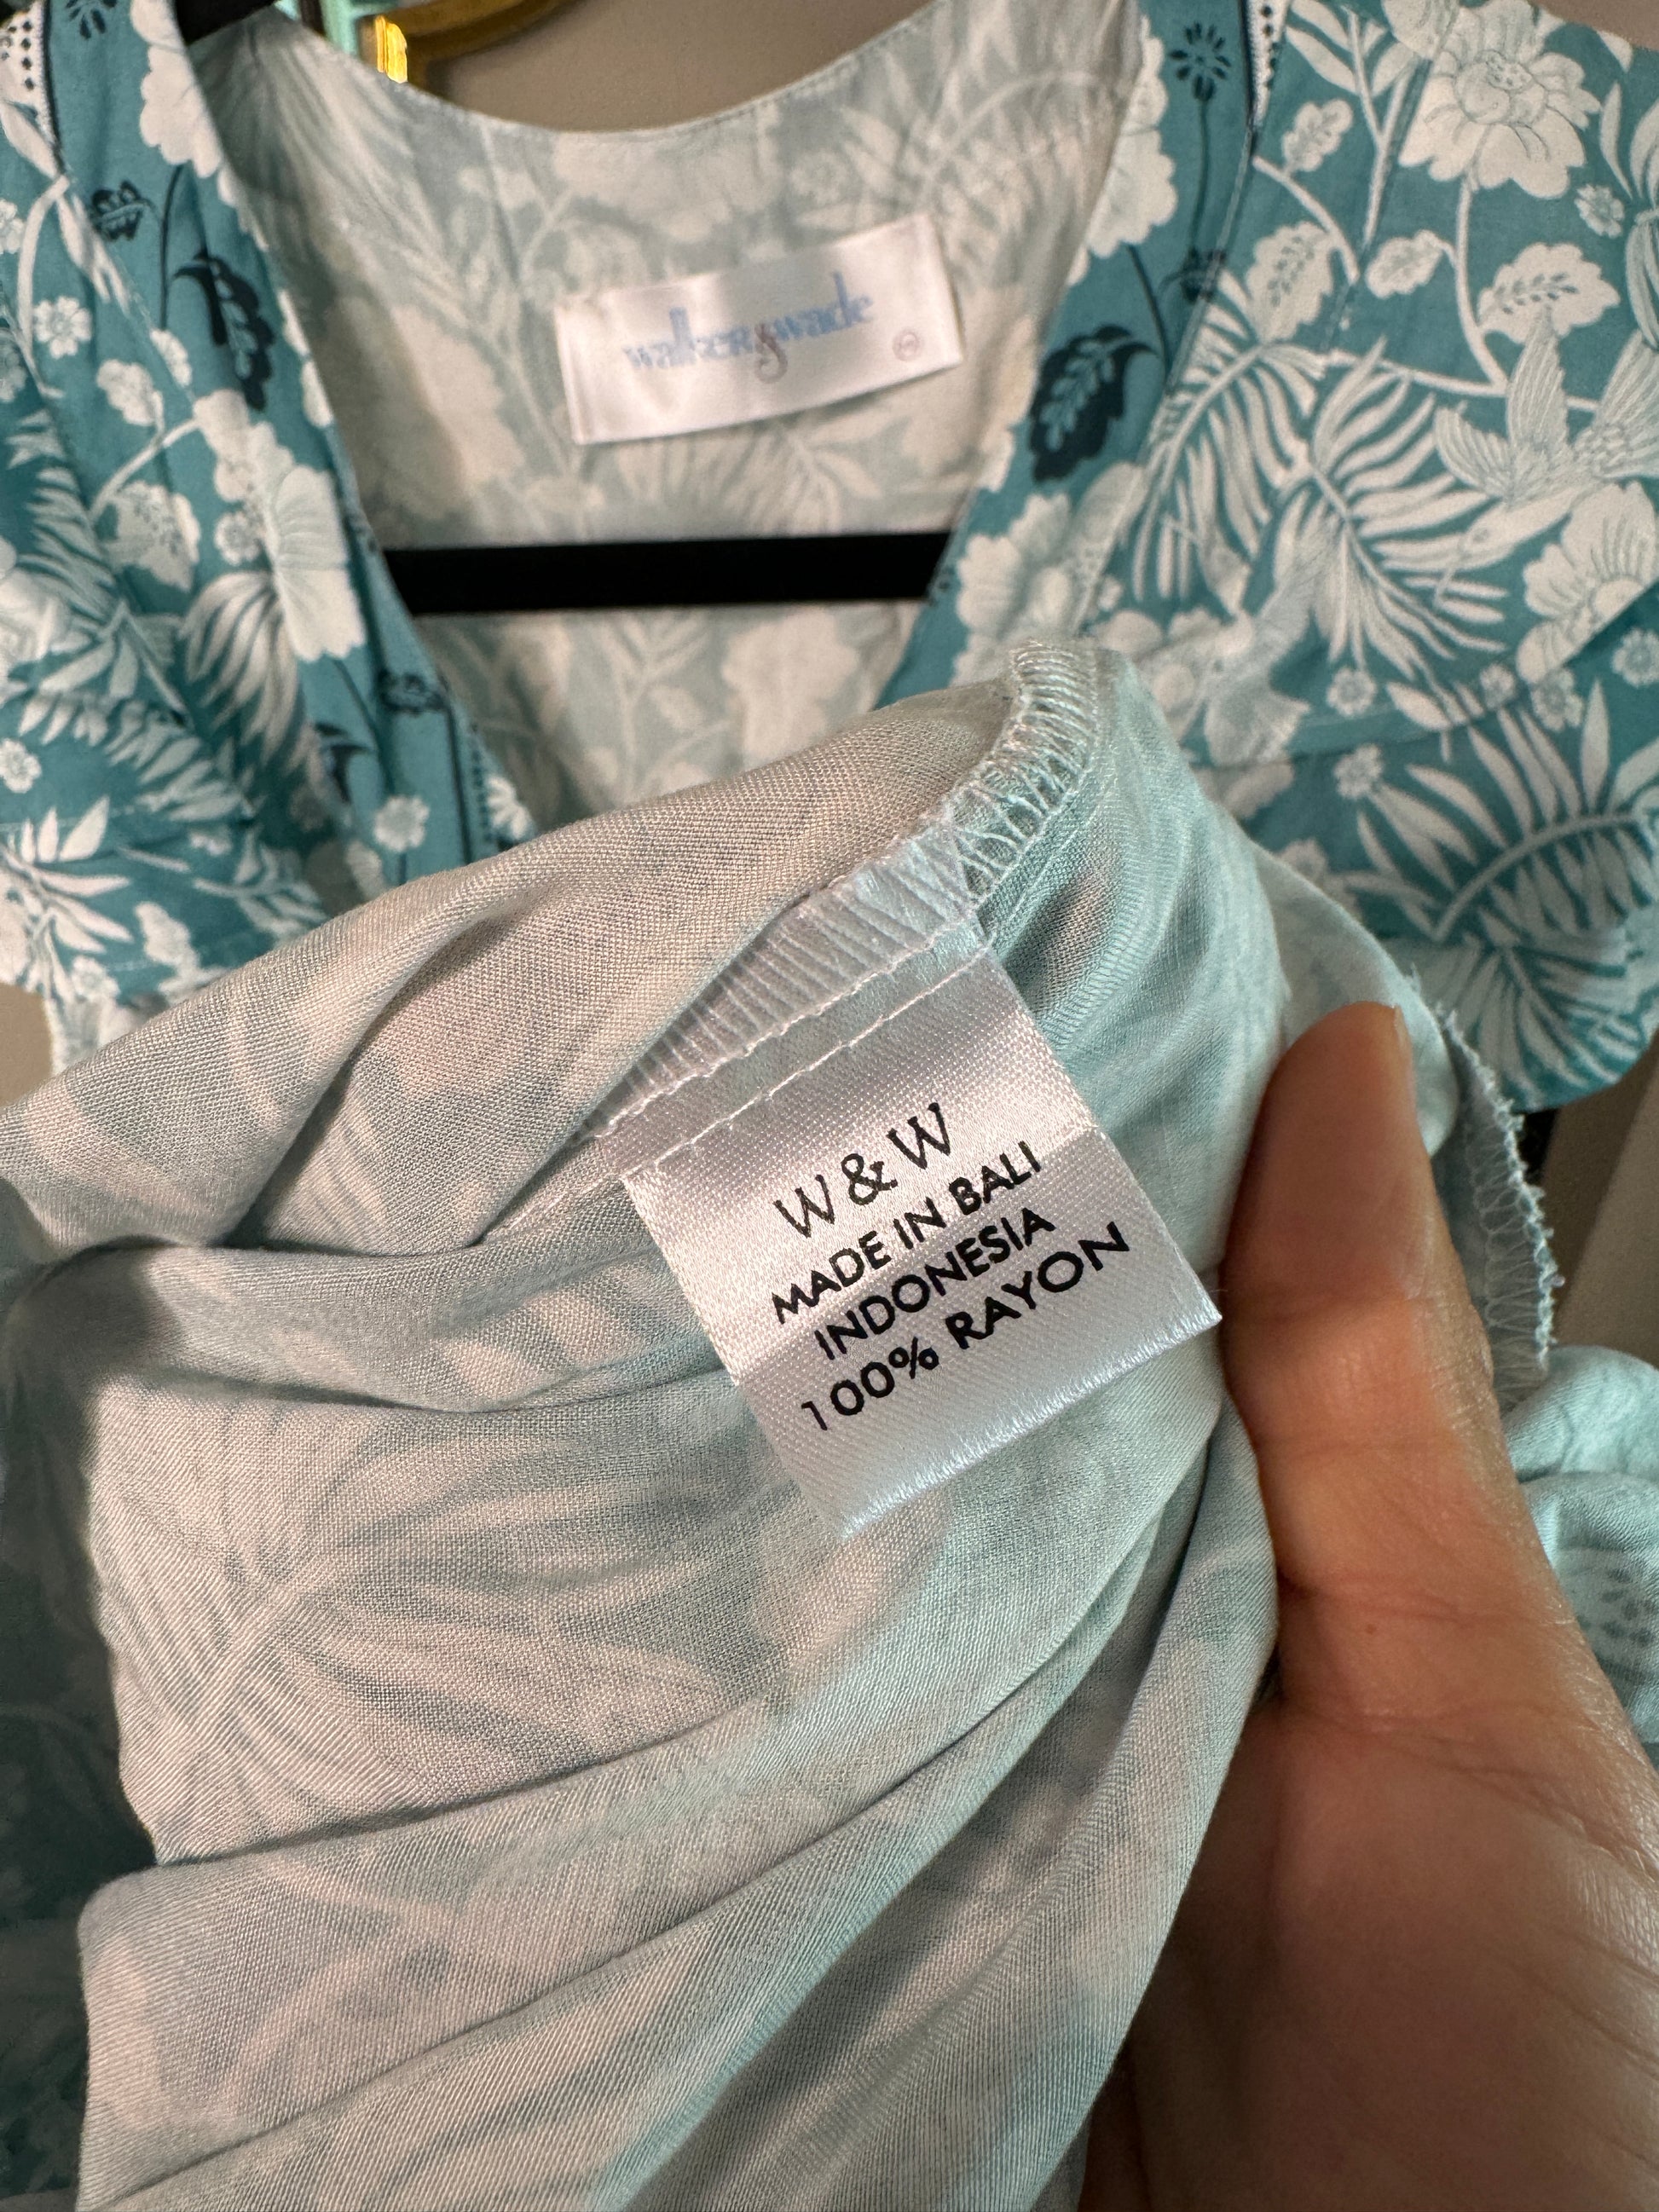 walker & wade
W & W
MADE IN BALI
INDONESIA
100% RAYON